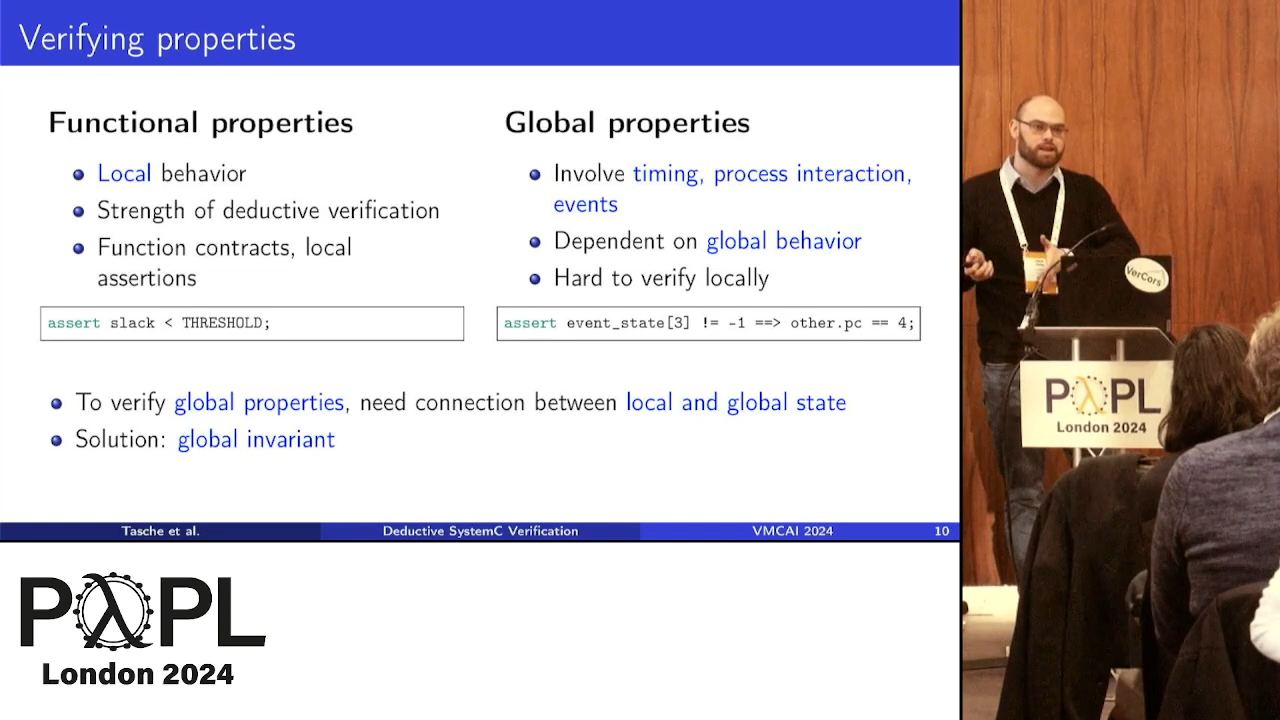 Verifying properties
Functional properties
Local behavior
Strength of deductive verification
Function contracts, local
assertions
assert slack < THRESHOLD;
Global properties
Involve timing, process interaction,
events
Dependent on global behavior
Hard to verify locally
assert event_state[3] != -1 ==> other.pc == 4;
To verify global properties, need connection between local and global state
Solution: global invariant
Tasche et al.
Deductive SystemC Verification
VMCAI 2024
10
PλPL
London 2024
VerCors
PλPL
London 2024